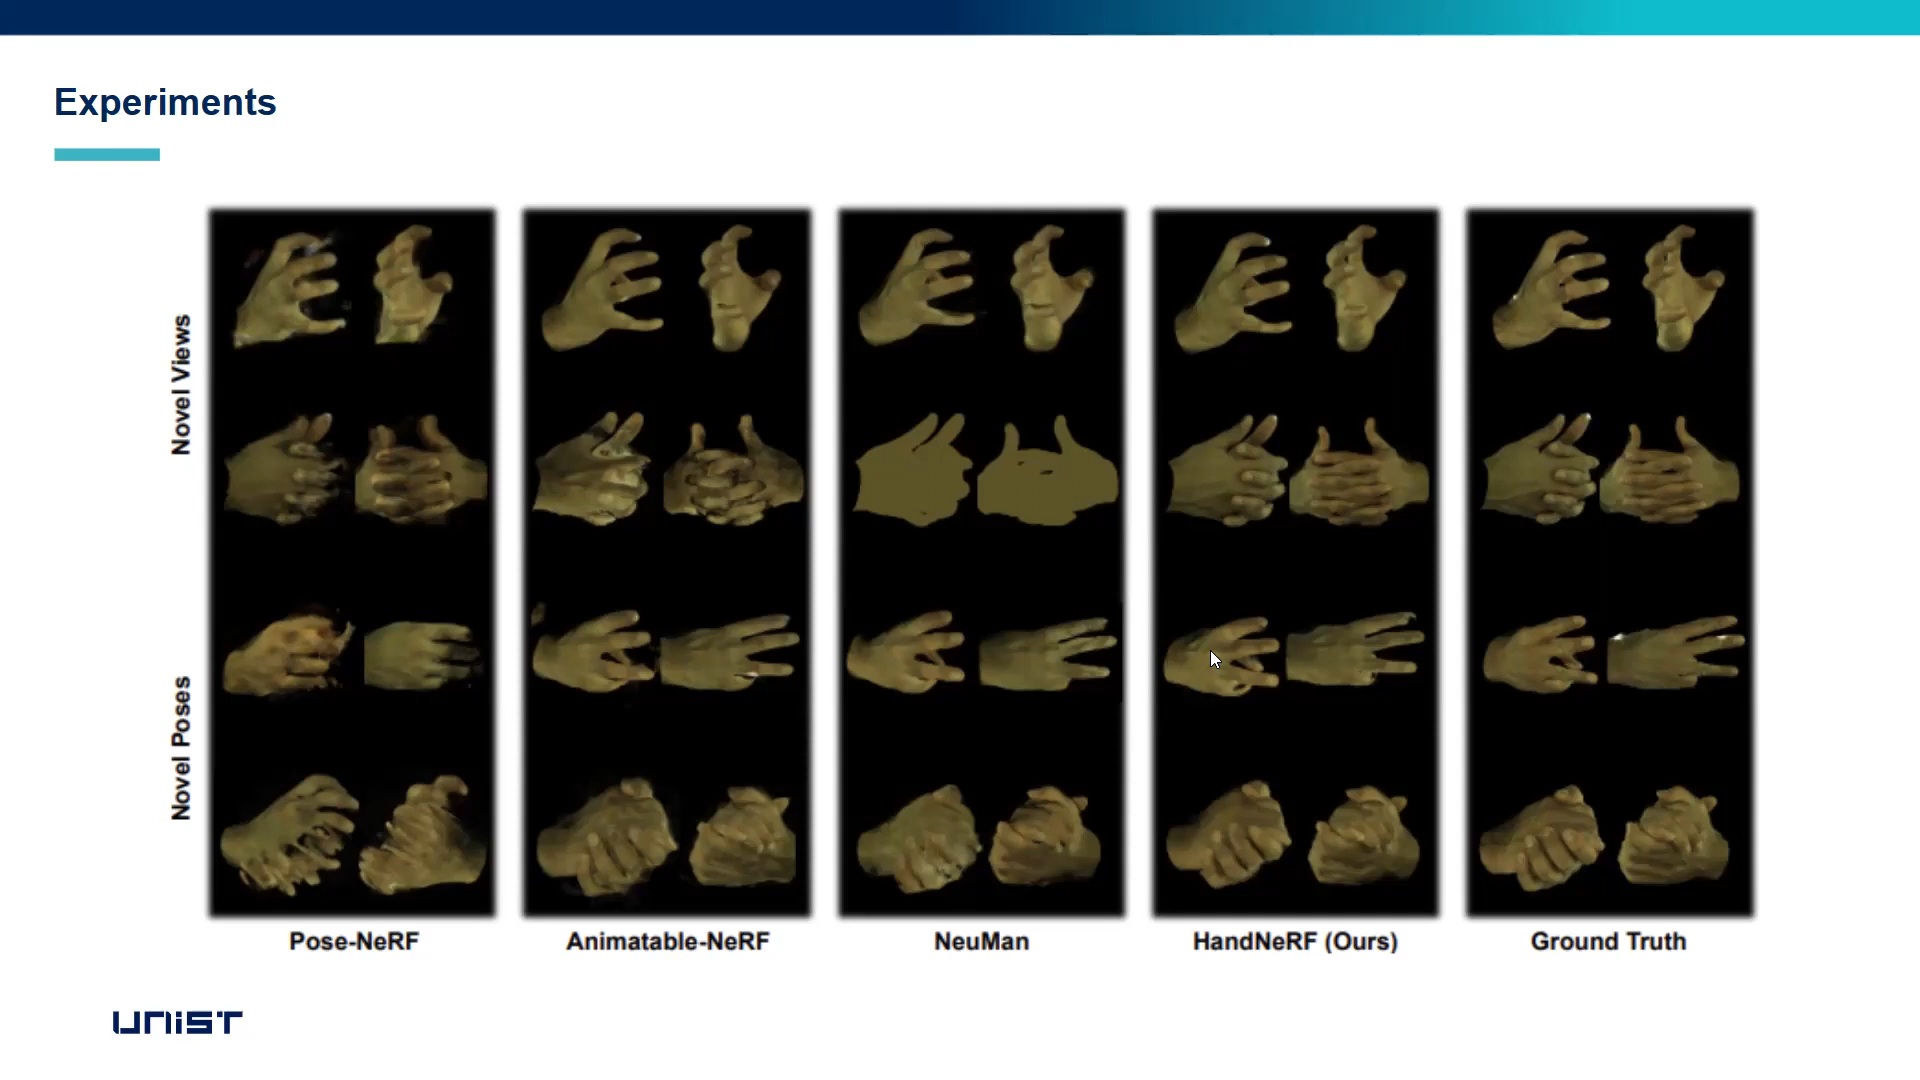 Experiments
Novel Views
Novel Poses
Pose-NeRF
Animatable-NeRF
NeuMan
HandNeRF (Ours)
Ground Truth
UNIST